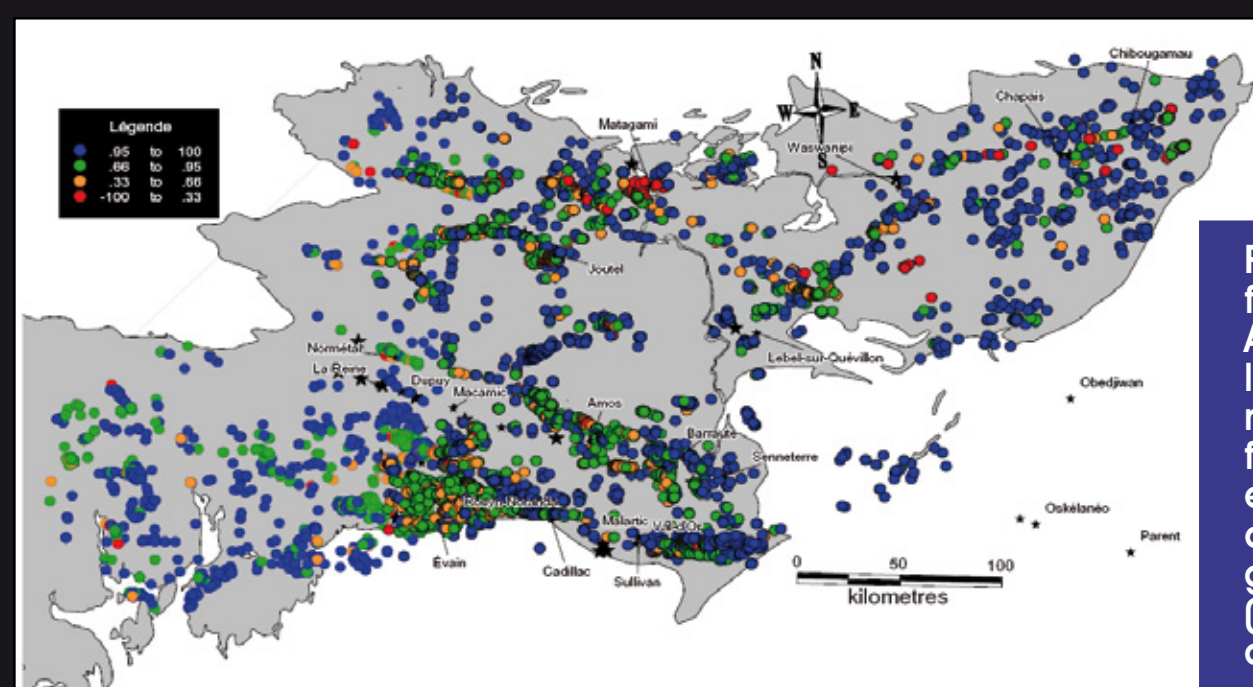 Chibougamau
Chapais
N
W E
S
Matagami
Waswanipi
Légende
.95 to 100
.66 to .95
.33 to .66
-100 to .33
Joutel
Normétal
La Reine
Dupuy
Macamic
Lebel-sur-Quévillon
Obedjiwan
Amos
Barraute
Senneterre
Rouyn-Noranda
Malartic Val-d'Or
Oskélanéo
Parent
Évain
Cadillac
Sullivan
0 50 100
kilometres